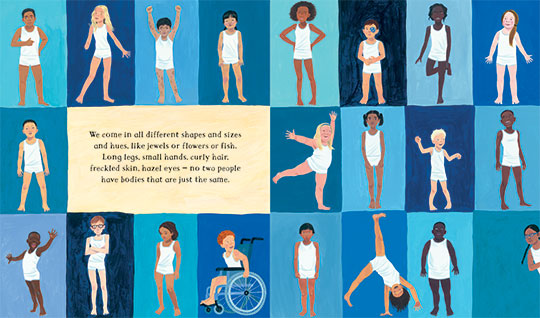 We come in all different shapes and sizes
and hues, like jewels or flowers or fish.
Long legs, small hands, curly hair,
freckled skin, hazel eyes – no two people
have bodies that are just the same.